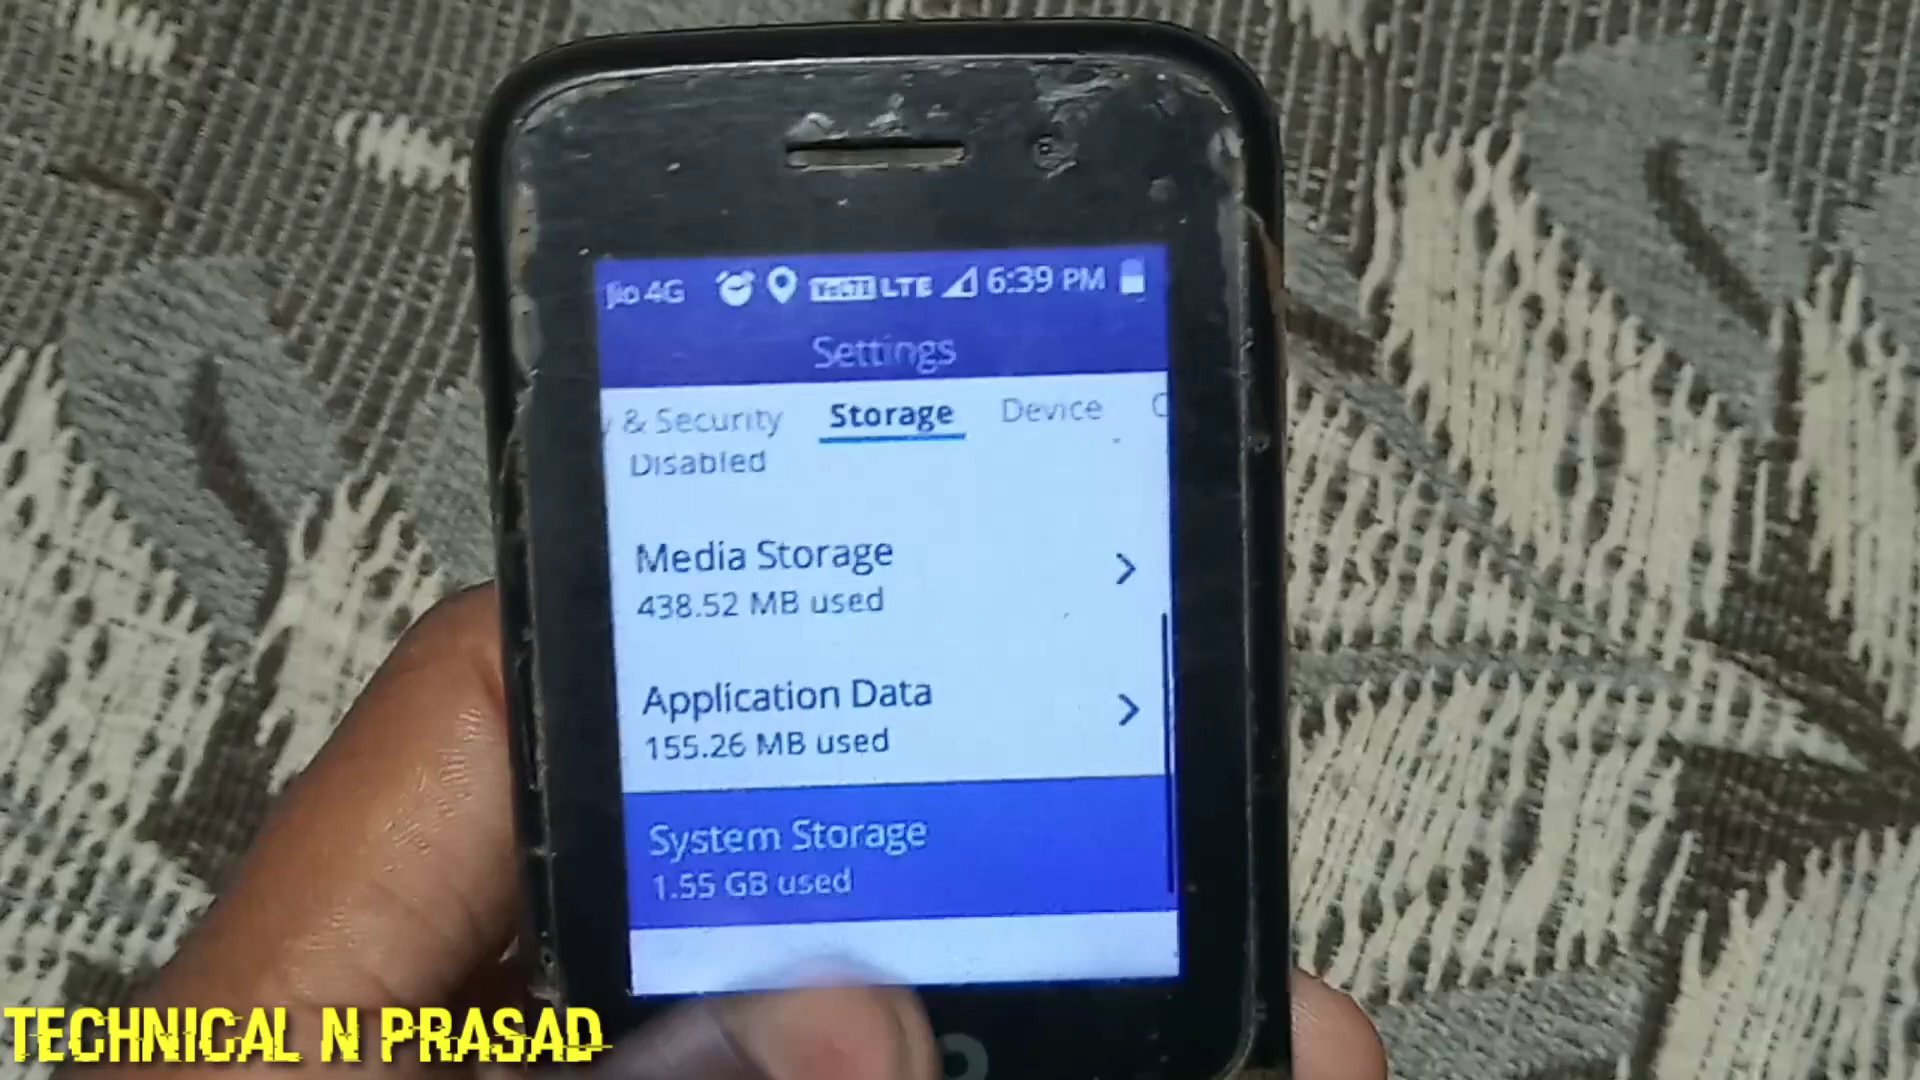 Jio 4G VoLTE LTE 6:39 PM
Settings
y & Security Storage Device
Disabled
Media Storage
438.52 MB used
Application Data
155.26 MB used
System Storage
1.55 GB used
TECHNICAL N PRASAD